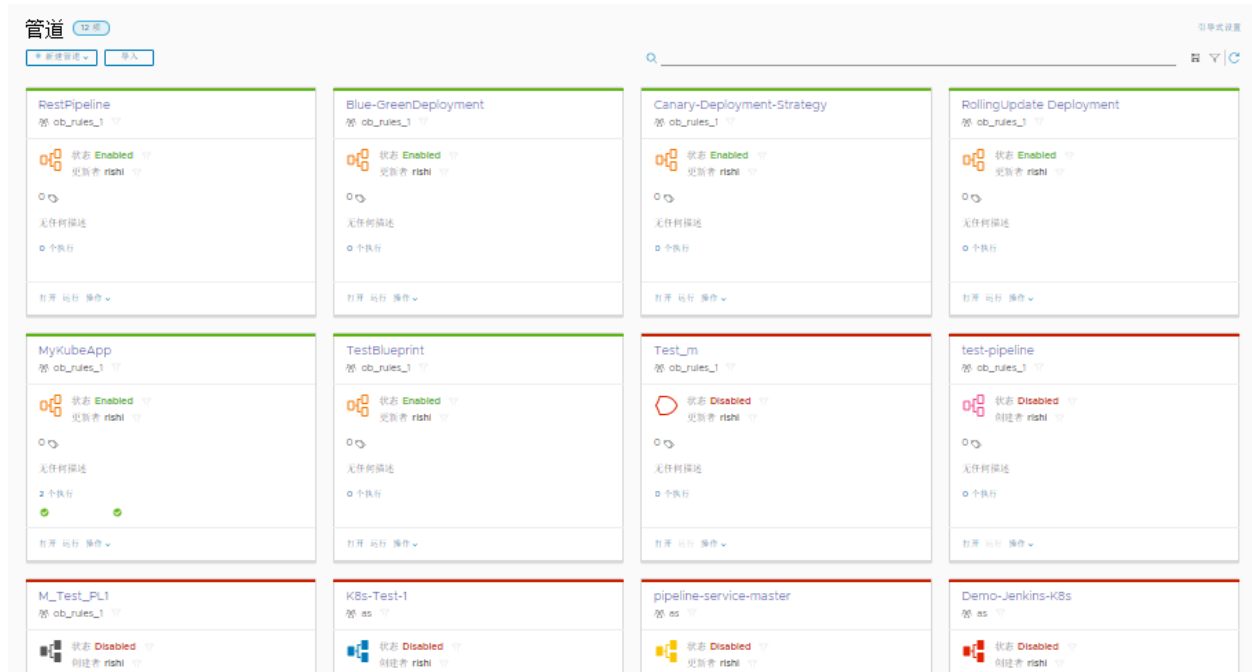 管道 12 项
引导式设置
+ 新建管道 导入
RestPipeline
ob_rules_1
状态 Enabled
更新者 rishi
0
无任何描述
0 个执行
打开 运行 操作
Blue-GreenDeployment
ob_rules_1
状态 Enabled
更新者 rishi
0
无任何描述
0 个执行
打开 运行 操作
Canary-Deployment-Strategy
ob_rules_1
状态 Enabled
更新者 rishi
0
无任何描述
0 个执行
打开 运行 操作
RollingUpdate Deployment
ob_rules_1
状态 Enabled
更新者 rishi
0
无任何描述
0 个执行
打开 运行 操作
MyKubeApp
ob_rules_1
状态 Enabled
更新者 rishi
0
无任何描述
2 个执行
打开 运行 操作
TestBlueprint
ob_rules_1
状态 Enabled
更新者 rishi
0
无任何描述
0 个执行
打开 运行 操作
Test_m
ob_rules_1
状态 Disabled
更新者 rishi
0
无任何描述
0 个执行
打开 运行 操作
test-pipeline
ob_rules_1
状态 Disabled
创建者 rishi
0
无任何描述
0 个执行
打开 运行 操作
M_Test_PL1
ob_rules_1
状态 Disabled
创建者 rishi
K8s-Test-1
as
状态 Disabled
创建者 rishi
pipeline-service-master
as
状态 Disabled
更新者 rishi
Demo-Jenkins-K8s
as
状态 Disabled
创建者 rishi